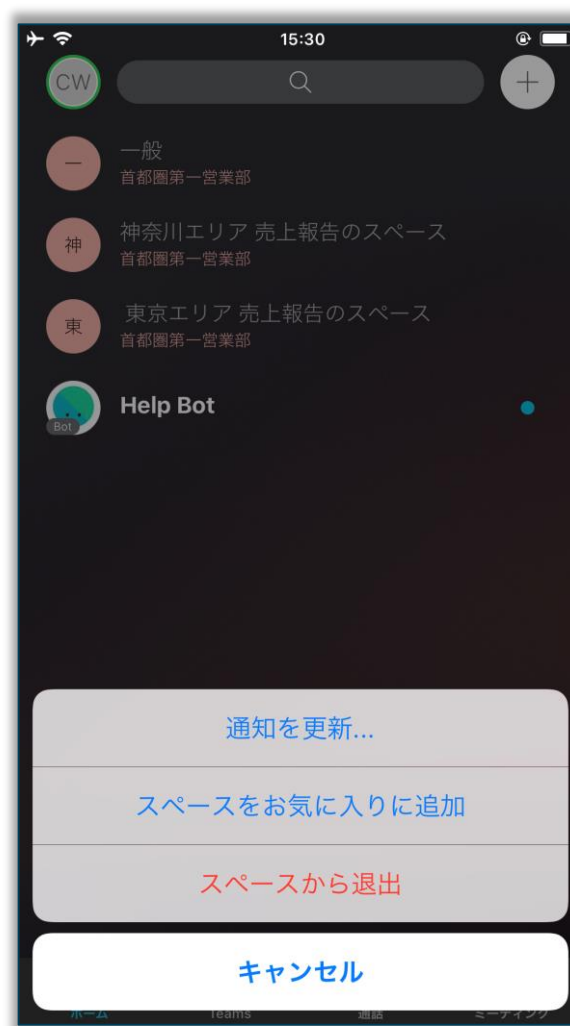 15:30
CW
一般
一
首都圏第一営業部
神奈川エリア 売上報告のスペース
神
首都圏第一営業部
東京エリア 売上報告のスペース
東
首都圏第一営業部
Help Bot
Bot
通知を更新...
スペースをお気に入りに追加
スペースから退出
キャンセル
ホーム Teams 通話 ミーティング